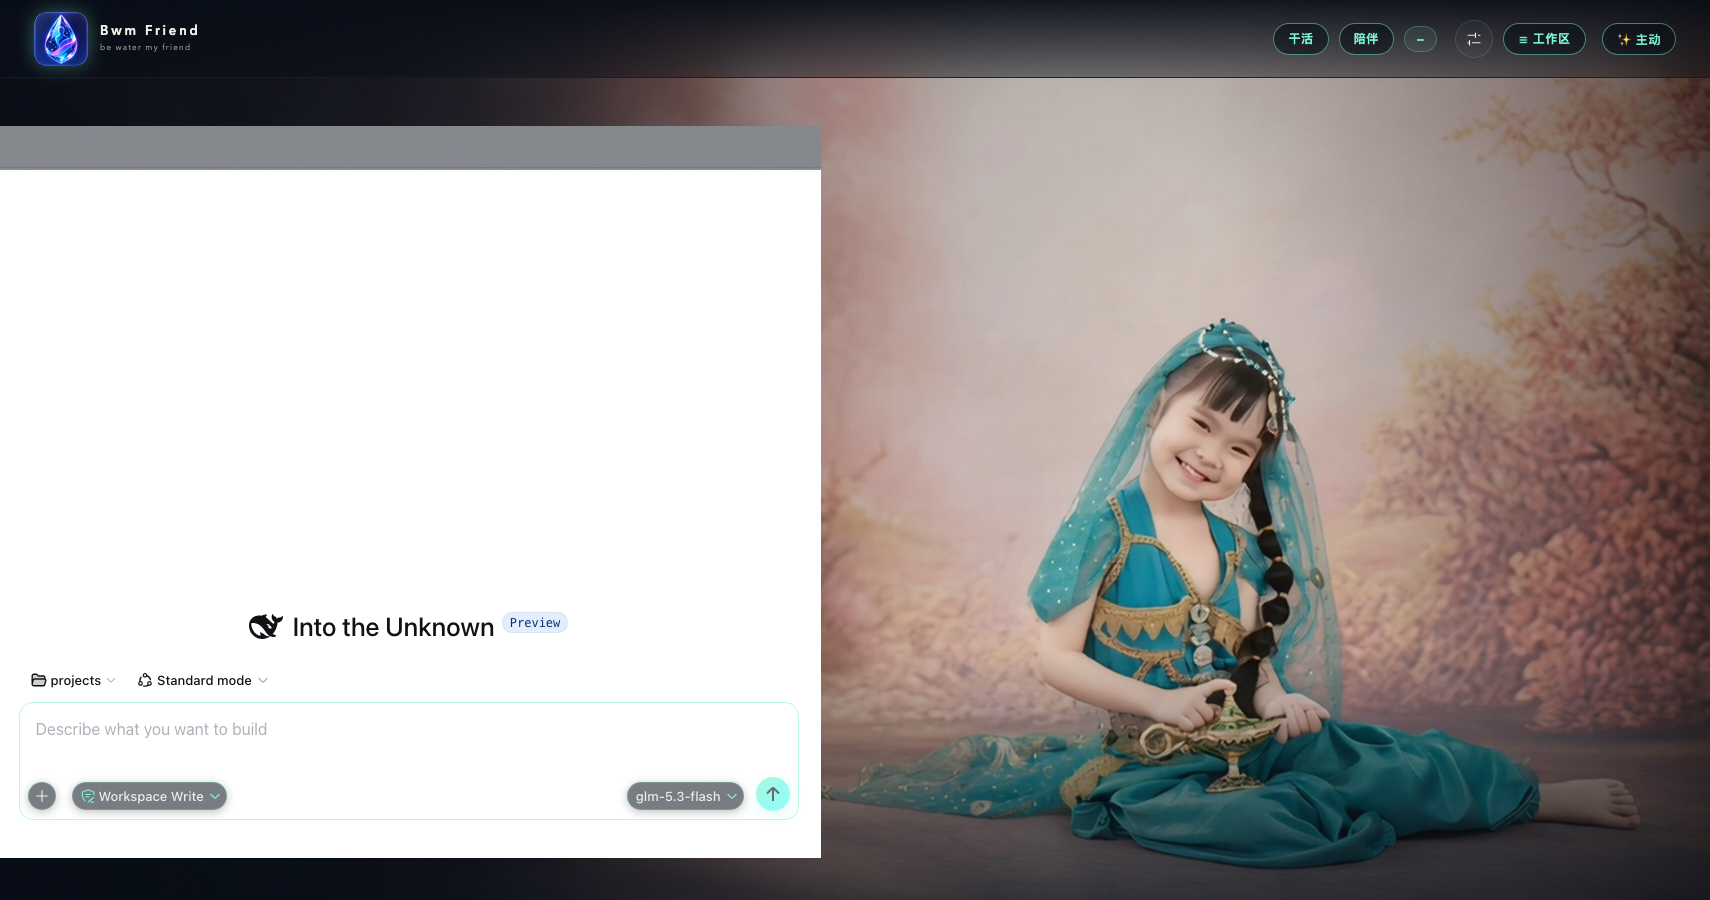 Bwm Friend
be water my friend
干活
陪伴
–
≡ 工作区
✨ 主动
Into the Unknown
Preview
projects
Standard mode
Describe what you want to build
Workspace Write
glm-5.3-flash